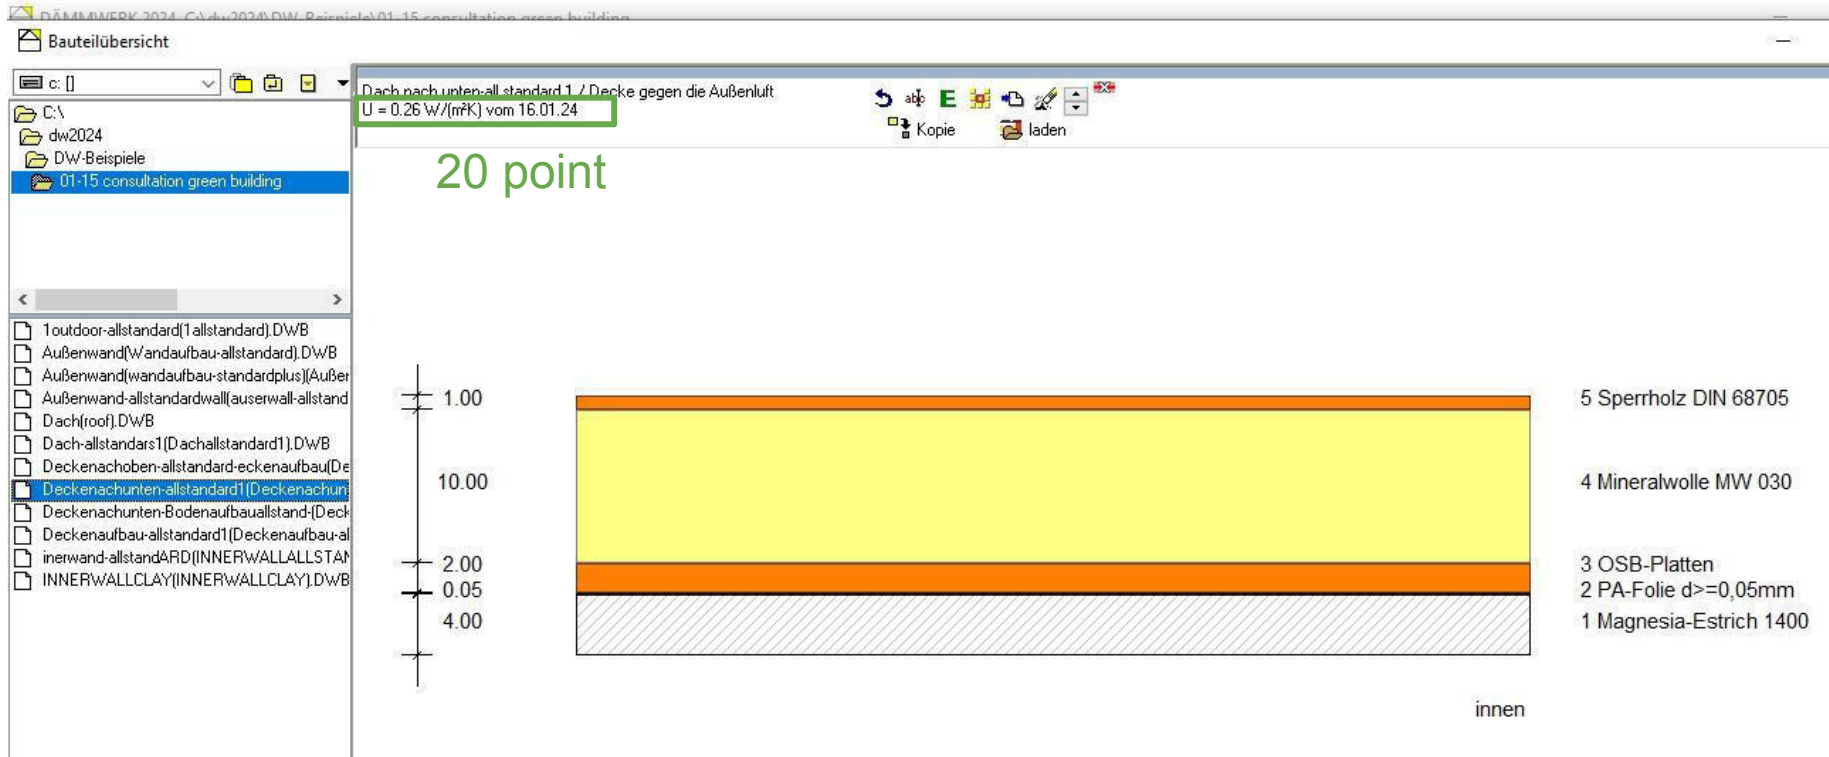 DÄMMWERK 2024 C:\dw2024\DW-Beispiele\01-15 consultation green building
Bauteilübersicht
c: []
C:\
dw2024
DW-Beispiele
01-15 consultation green building
Dach nach unten-all standard 1 / Decke gegen die Außenluft
U = 0.26 W/(m²K) vom 16.01.24
abc E
Kopie laden
20 point
1outdoor-allstandard(1allstandard).DWB
Außenwand(Wandaufbau-allstandard).DWB
Außenwand(wandaufbau-standardplus)(Außer
Außenwand-allstandardwall(auserwall-allstand
Dach(roof).DWB
Dach-allstandars1(Dachallstandard1).DWB
Deckenachoben-allstandard-eckenaufbau(De
Deckenachunten-allstandard1(Deckenachun
Deckenachunten-Bodenaufbauallstand-(Deck
Deckenaufbau-allstandard1(Deckenaufbau-al
inerwand-allstandARD(INNERWALLALLSTAN
INNERWALLCLAY(INNERWALLCLAY).DWB
1.00
5 Sperrholz DIN 68705
10.00
4 Mineralwolle MW 030
2.00
3 OSB-Platten
0.05
2 PA-Folie d>=0,05mm
4.00
1 Magnesia-Estrich 1400
innen